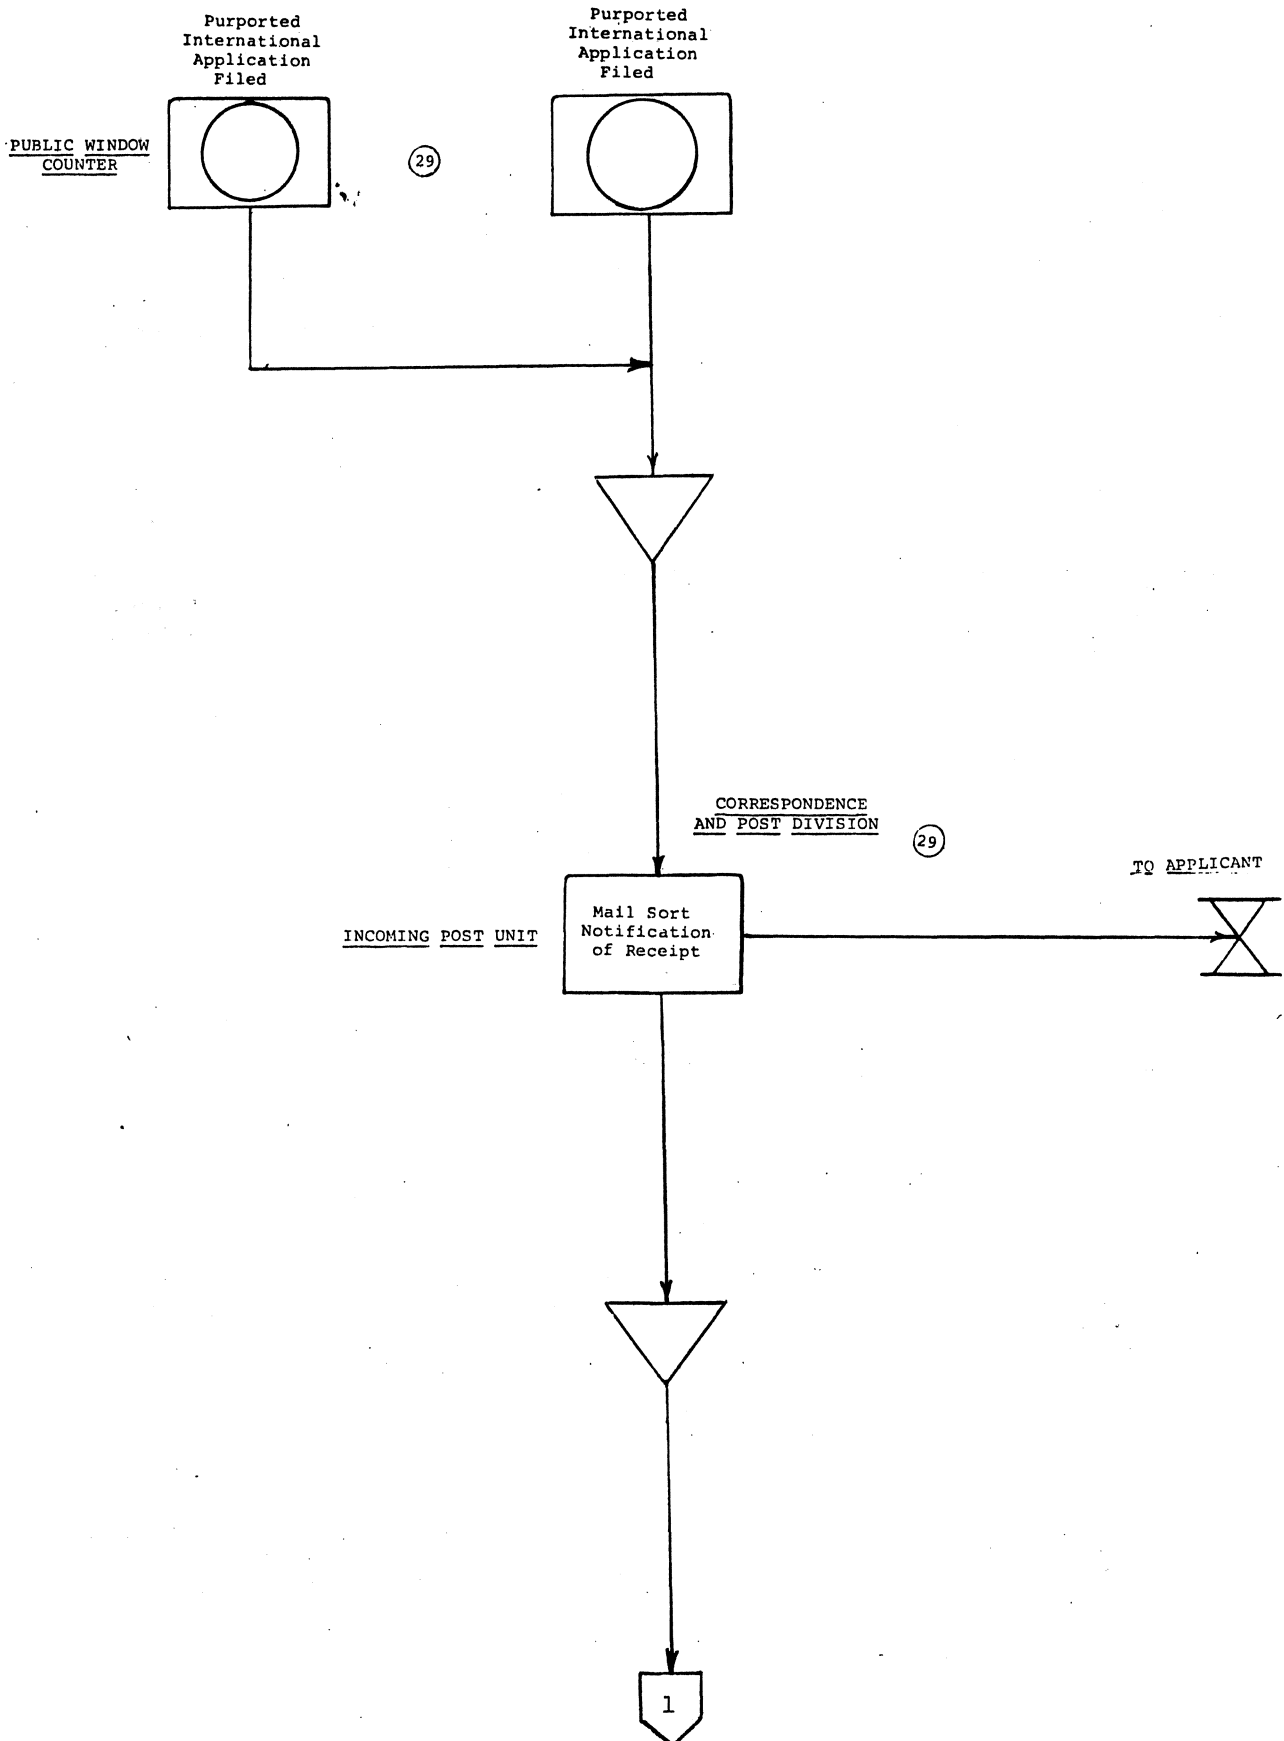 Purported
International
Application
Filed
Purported
International
Application
Filed
PUBLIC WINDOW
COUNTER
29
CORRESPONDENCE
AND POST DIVISION
29
TO APPLICANT
INCOMING POST UNIT
Mail Sort
Notification
of Receipt
1